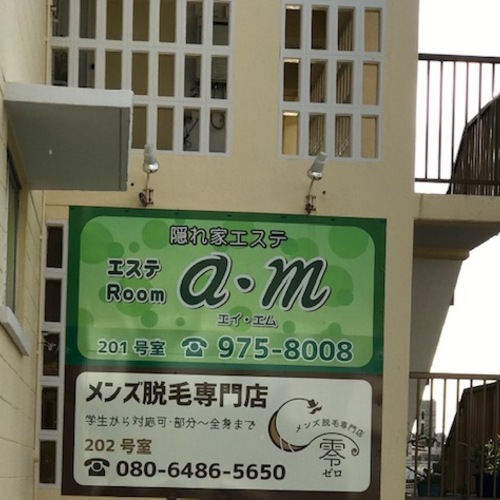 隠れ家エステ
エステ
Room
a・m
エイ・エム
201号室 ☎ 975-8008
メンズ脱毛専門店
学生から対応可・部分～全身まで
202号室
☎ 080-6486-5650
メンズ脱毛専門店
零
ゼロ